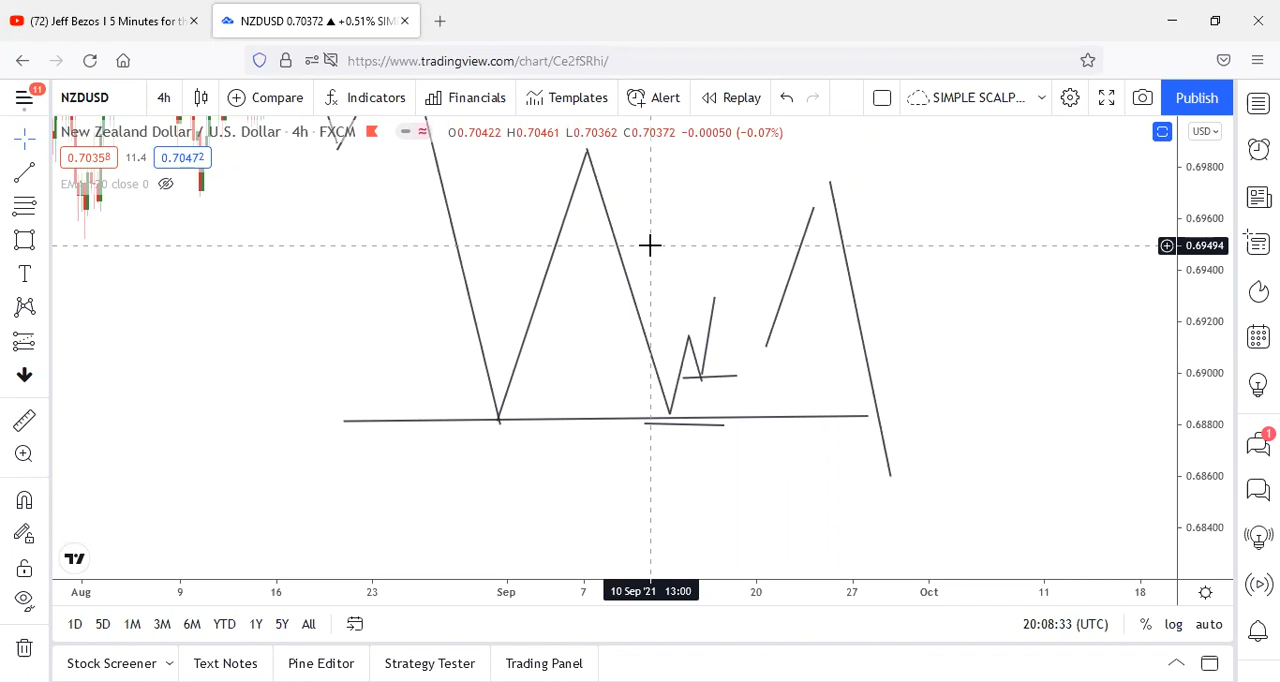 (72) Jeff Bezos I 5 Minutes for th
NZDUSD 0.70372 ▲ +0.51% SIM
https://www.tradingview.com/chart/Ce2fSRhi/
11
NZDUSD
4h
Compare
Indicators
Financials
Templates
Alert
Replay
SIMPLE SCALP...
Publish
New Zealand Dollar / U.S. Dollar · 4h · FXCM
O0.70422 H0.70461 L0.70362 C0.70372 −0.00050 (−0.07%)
USD
0.70358
11.4
0.70472
close 0
0.69800
0.69600
0.69494
0.69400
0.69200
0.69000
0.68800
0.68600
0.68400
1
Aug
9
16
23
Sep
7
10 Sep '21 13:00
20
27
Oct
11
18
1D 5D 1M 3M 6M YTD 1Y 5Y All
20:08:33 (UTC)
% log auto
Stock Screener
Text Notes
Pine Editor
Strategy Tester
Trading Panel